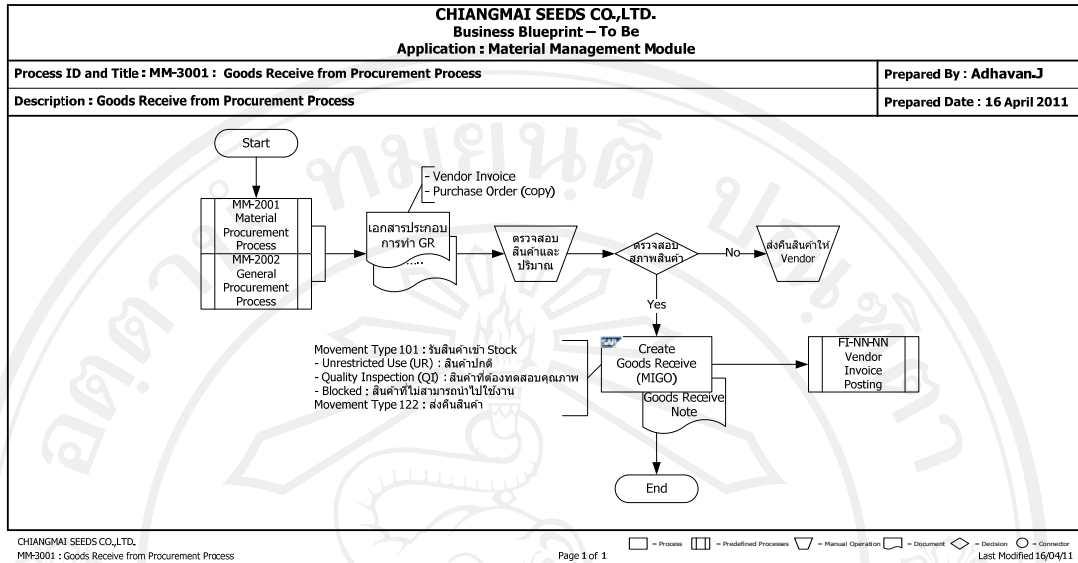 CHIANGMAI SEEDS CO.,LTD.
Business Blueprint – To Be
Application : Material Management Module
Process ID and Title : MM-3001 : Goods Receive from Procurement Process
Prepared By : Adhavan.J
Description : Goods Receive from Procurement Process
Prepared Date : 16 April 2011
Start
MM-2001
Material
Procurement
Process
MM-2002
General
Procurement
Process
- Vendor Invoice
- Purchase Order (copy)
เอกสารประกอบ
การทำ GR
.....
ตรวจสอบ
สินค้าและ
ปริมาณ
ตรวจสอบ
สภาพสินค้า
No
ส่งคืนสินค้าให้
Vendor
Yes
Movement Type 101 : รับสินค้าเข้า Stock
- Unrestricted Use (UR) : สินค้าปกติ
- Quality Inspection (QI) : สินค้าที่ต้องทดสอบคุณภาพ
- Blocked : สินค้าที่ไม่สามารถนำไปใช้งาน
Movement Type 122 : ส่งคืนสินค้า
SAP
Create
Goods Receive
(MIGO)
Goods Receive
Note
FI-NN-NN
Vendor
Invoice
Posting
End
CHIANGMAI SEEDS CO.,LTD.
MM-3001 : Goods Receive from Procurement Process
Page 1 of 1
= Process = Predefined Processes = Manual Operation = Document = Decision = Connector
Last Modified 16/04/11